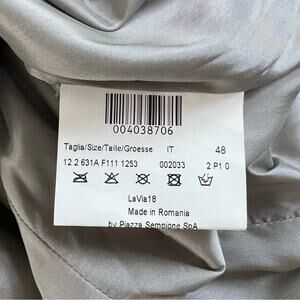 004038706
Taglia/Size/Taille/Groesse IT 48
12 2 631A F111 1253 002033 2 P1 0
LaVia18
Made in Romania
by Piazza Sempione SpA